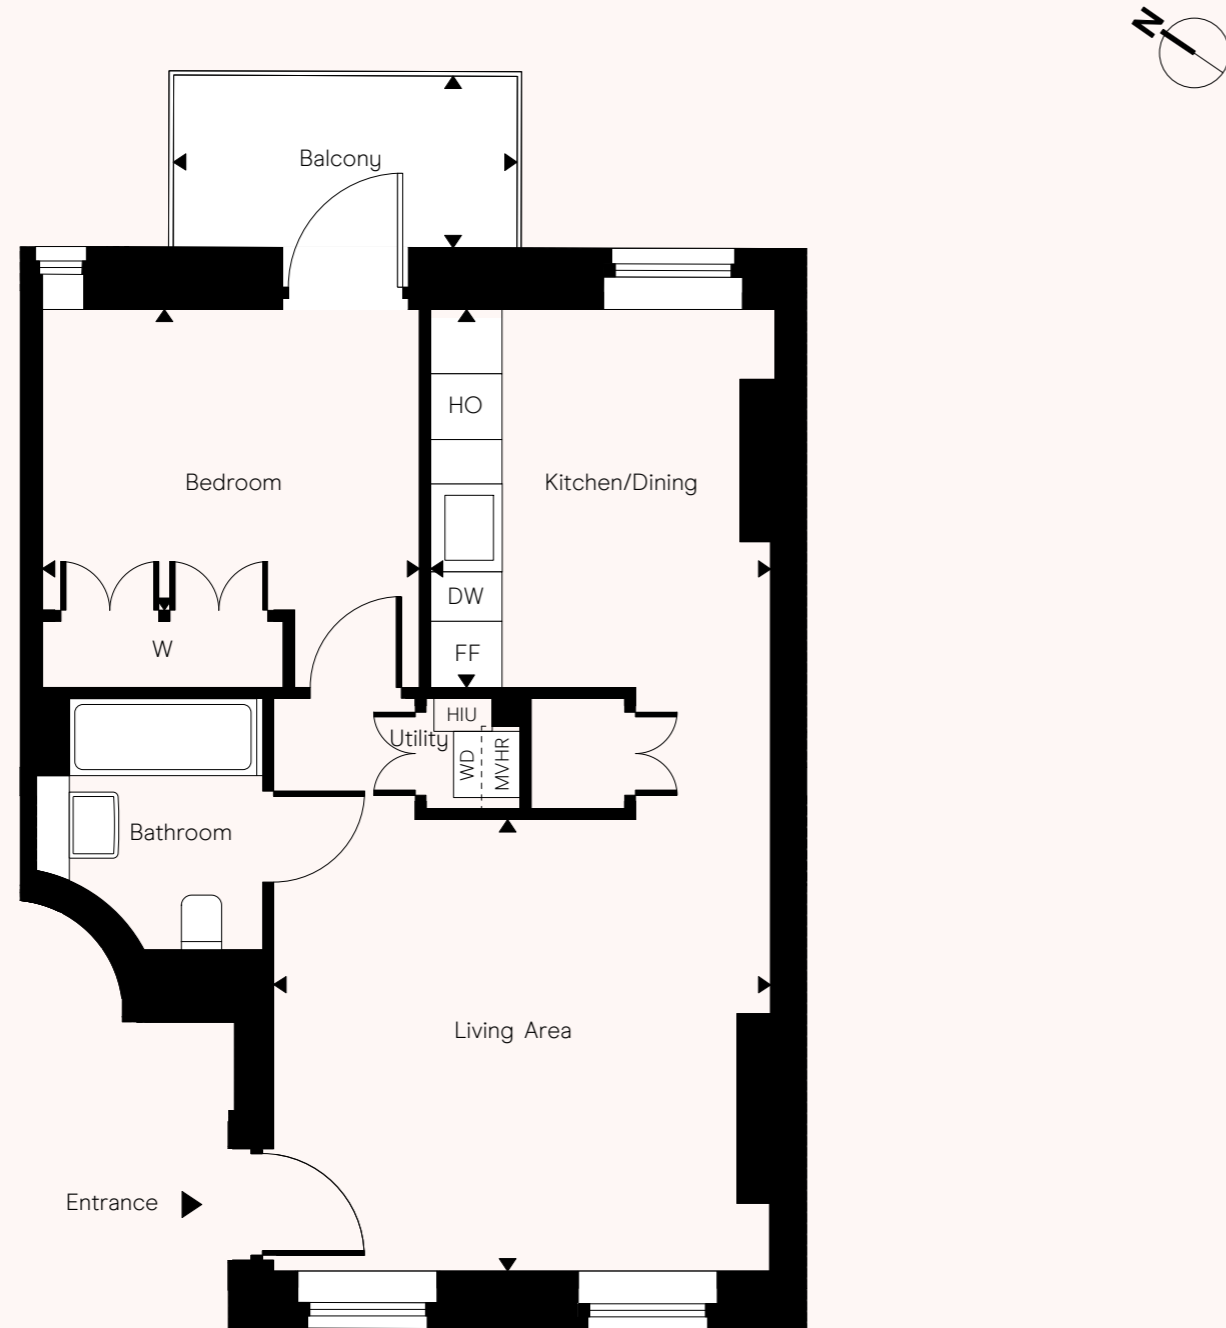 N
Balcony
HO
Bedroom
Kitchen/Dining
DW
W
FF
HIU
Utility
WD
MVHR
Bathroom
Living Area
Entrance